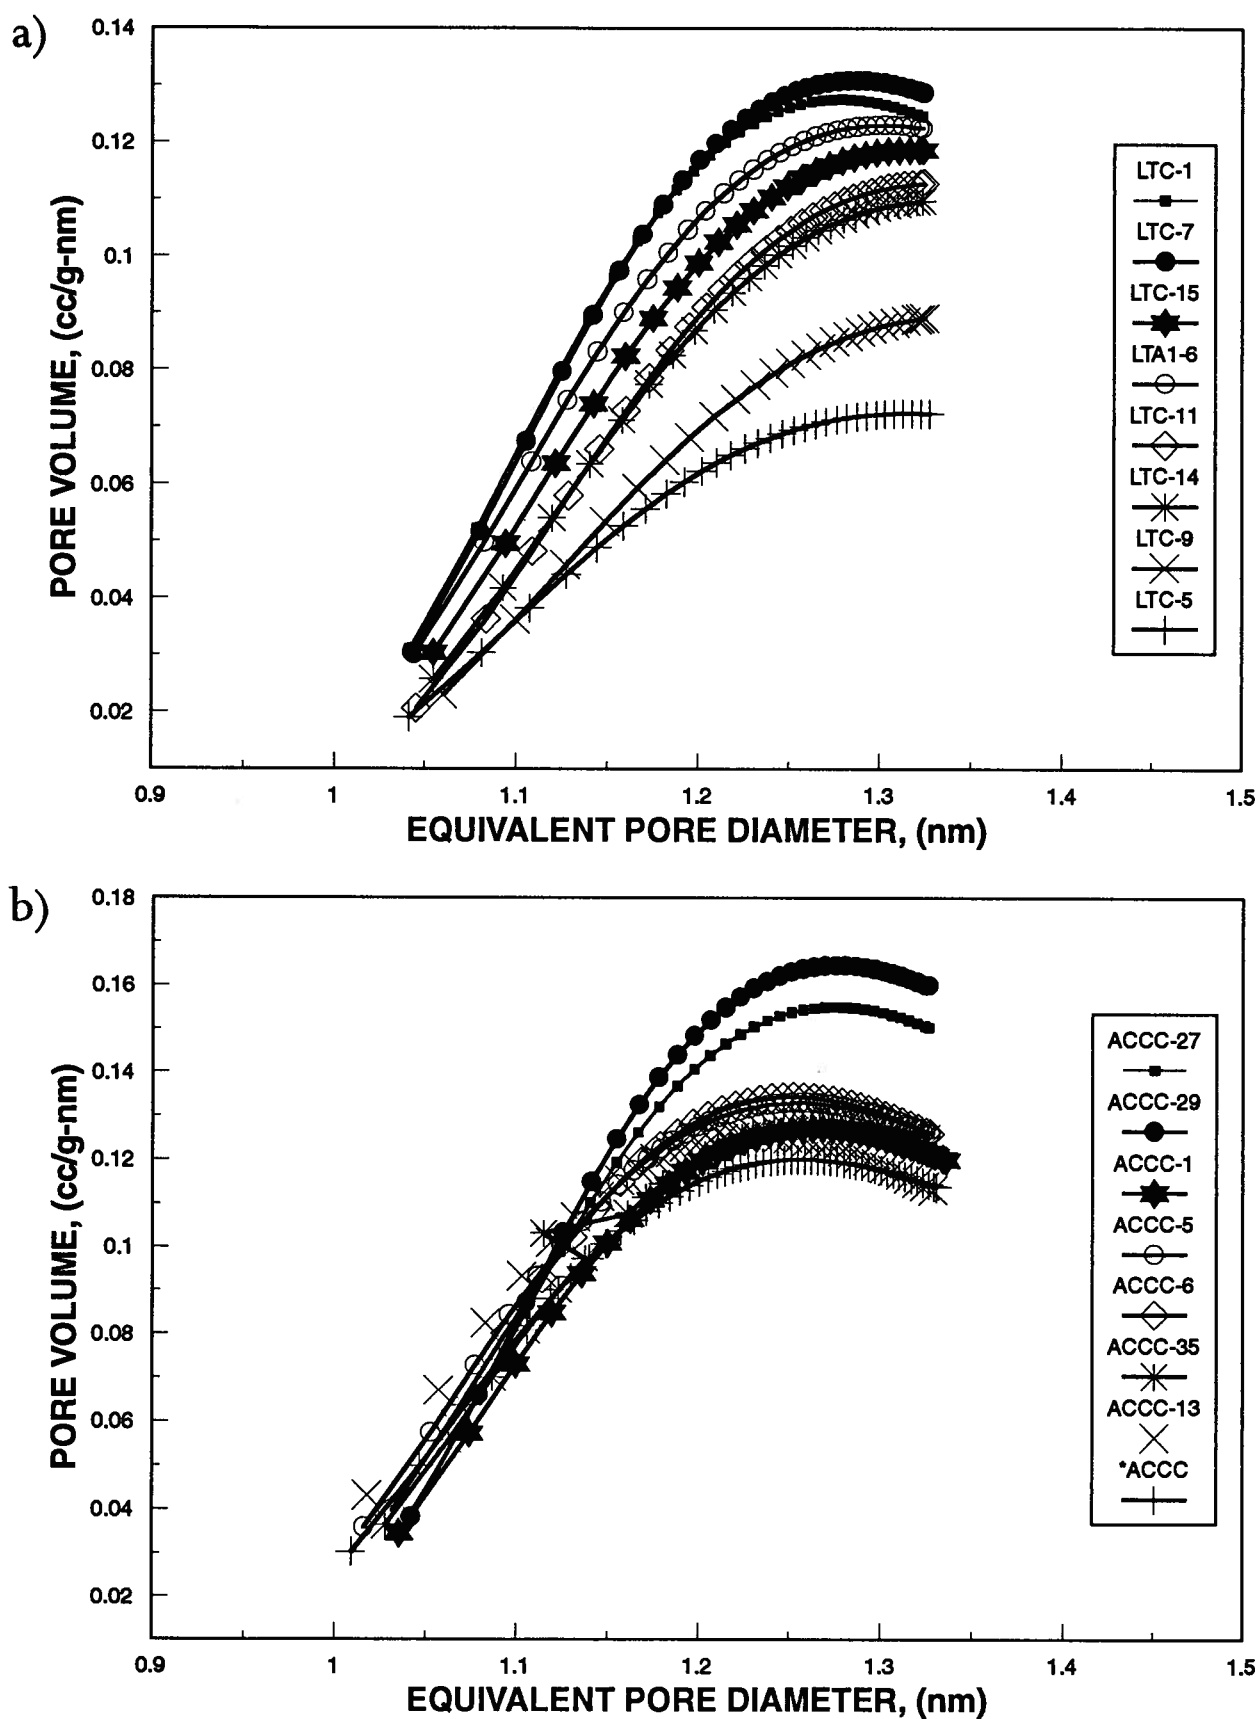 a)
0.14
0.12
0.1
0.08
0.06
0.04
0.02
PORE VOLUME, (cc/g-nm)
0.9 1 1.1 1.2 1.3 1.4 1.5
EQUIVALENT PORE DIAMETER, (nm)
LTC-1
LTC-7
LTC-15
LTA1-6
LTC-11
LTC-14
LTC-9
LTC-5
b)
0.18
0.16
0.14
0.12
0.1
0.08
0.06
0.04
0.02
PORE VOLUME, (cc/g-nm)
0.9 1 1.1 1.2 1.3 1.4 1.5
EQUIVALENT PORE DIAMETER, (nm)
ACCC-27
ACCC-29
ACCC-1
ACCC-5
ACCC-6
ACCC-35
ACCC-13
*ACCC